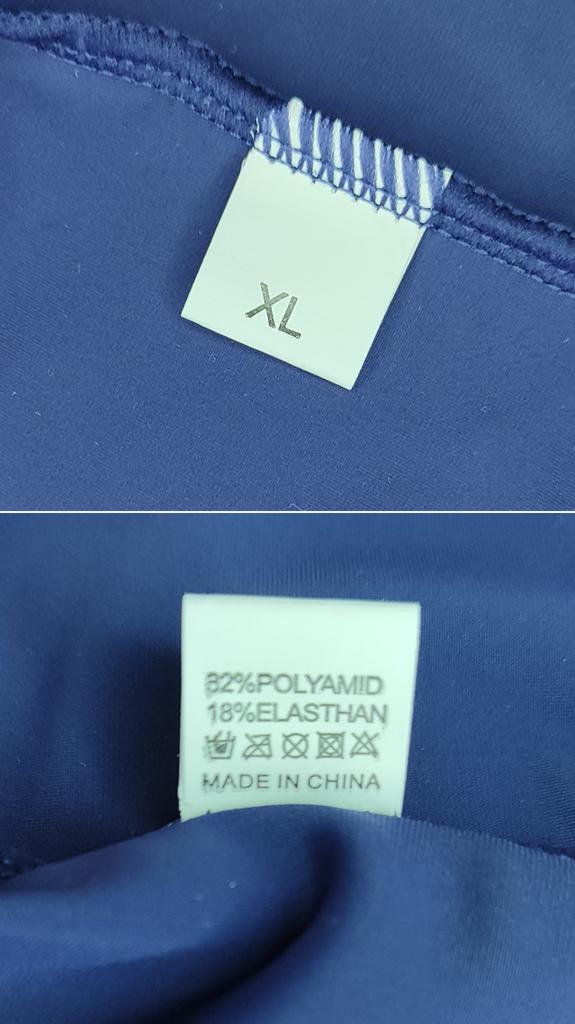 XL
82%POLYAMID
18%ELASTHAN
MADE IN CHINA